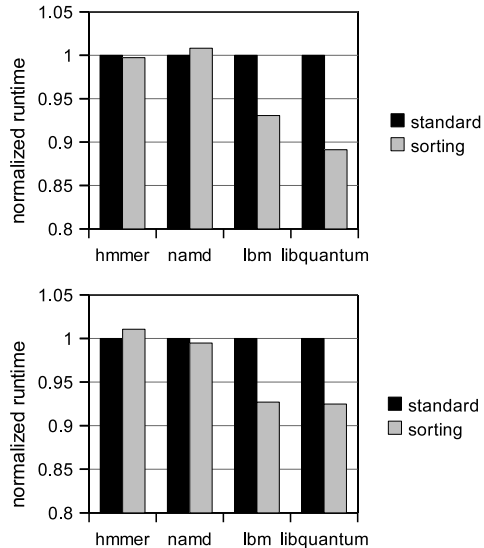 1.05
1
0.95
0.9
0.85
0.8
normalized runtime
hmmer namd lbm libquantum
standard
sorting
1.05
1
0.95
0.9
0.85
0.8
normalized runtime
hmmer namd lbm libquantum
standard
sorting